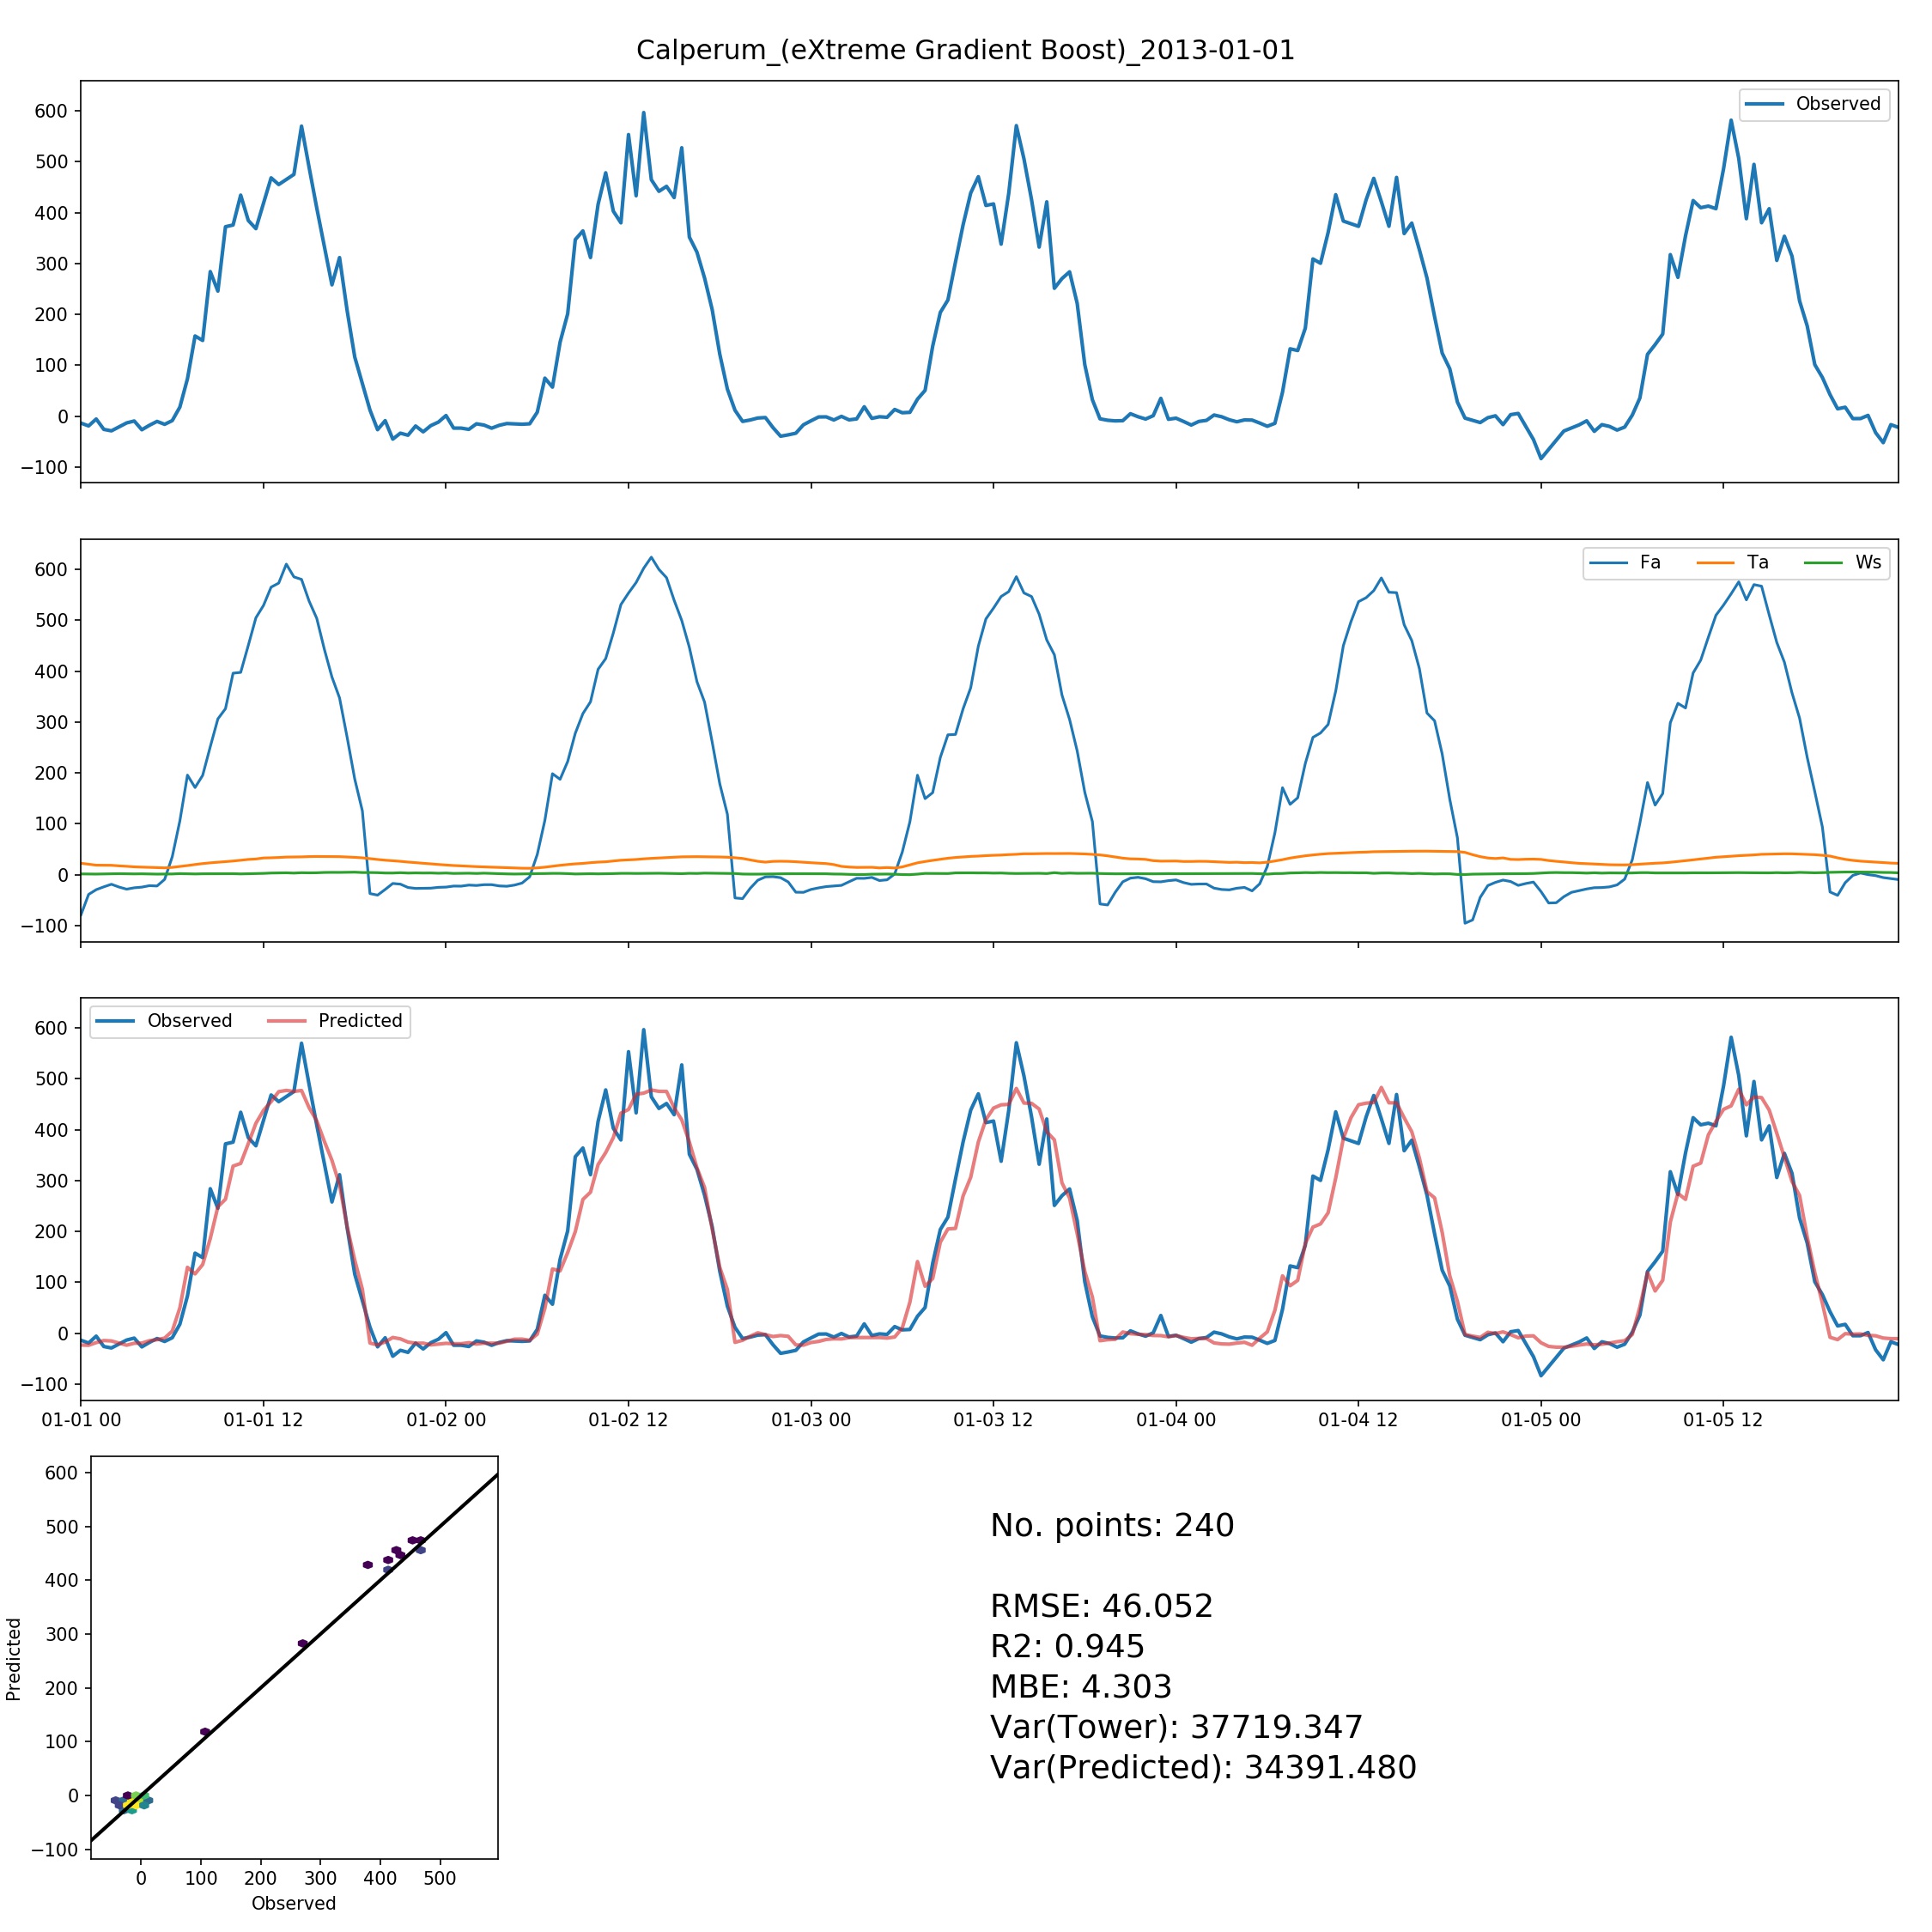 Calperum_(eXtreme Gradient Boost)_2013-01-01
Observed
600
500
400
300
200
100
0
−100
Fa Ta Ws
600
500
400
300
200
100
0
−100
Observed Predicted
600
500
400
300
200
100
0
−100
01-01 00 01-01 12 01-02 00 01-02 12 01-03 00 01-03 12 01-04 00 01-04 12 01-05 00 01-05 12
600
500
400
300
200
100
0
−100
Predicted
0 100 200 300 400 500
Observed
No. points: 240
RMSE: 46.052
R2: 0.945
MBE: 4.303
Var(Tower): 37719.347
Var(Predicted): 34391.480